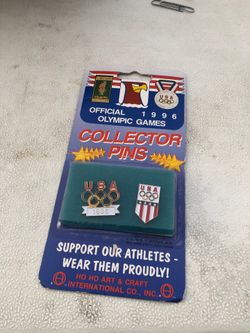 USA
OFFICIAL 1996
OLYMPIC GAMES
COLLECTOR
PINS
USA
USA
SUPPORT OUR ATHLETES -
WEAR THEM PROUDLY!
HO HO ART & CRAFT
INTERNATIONAL CO., INC.